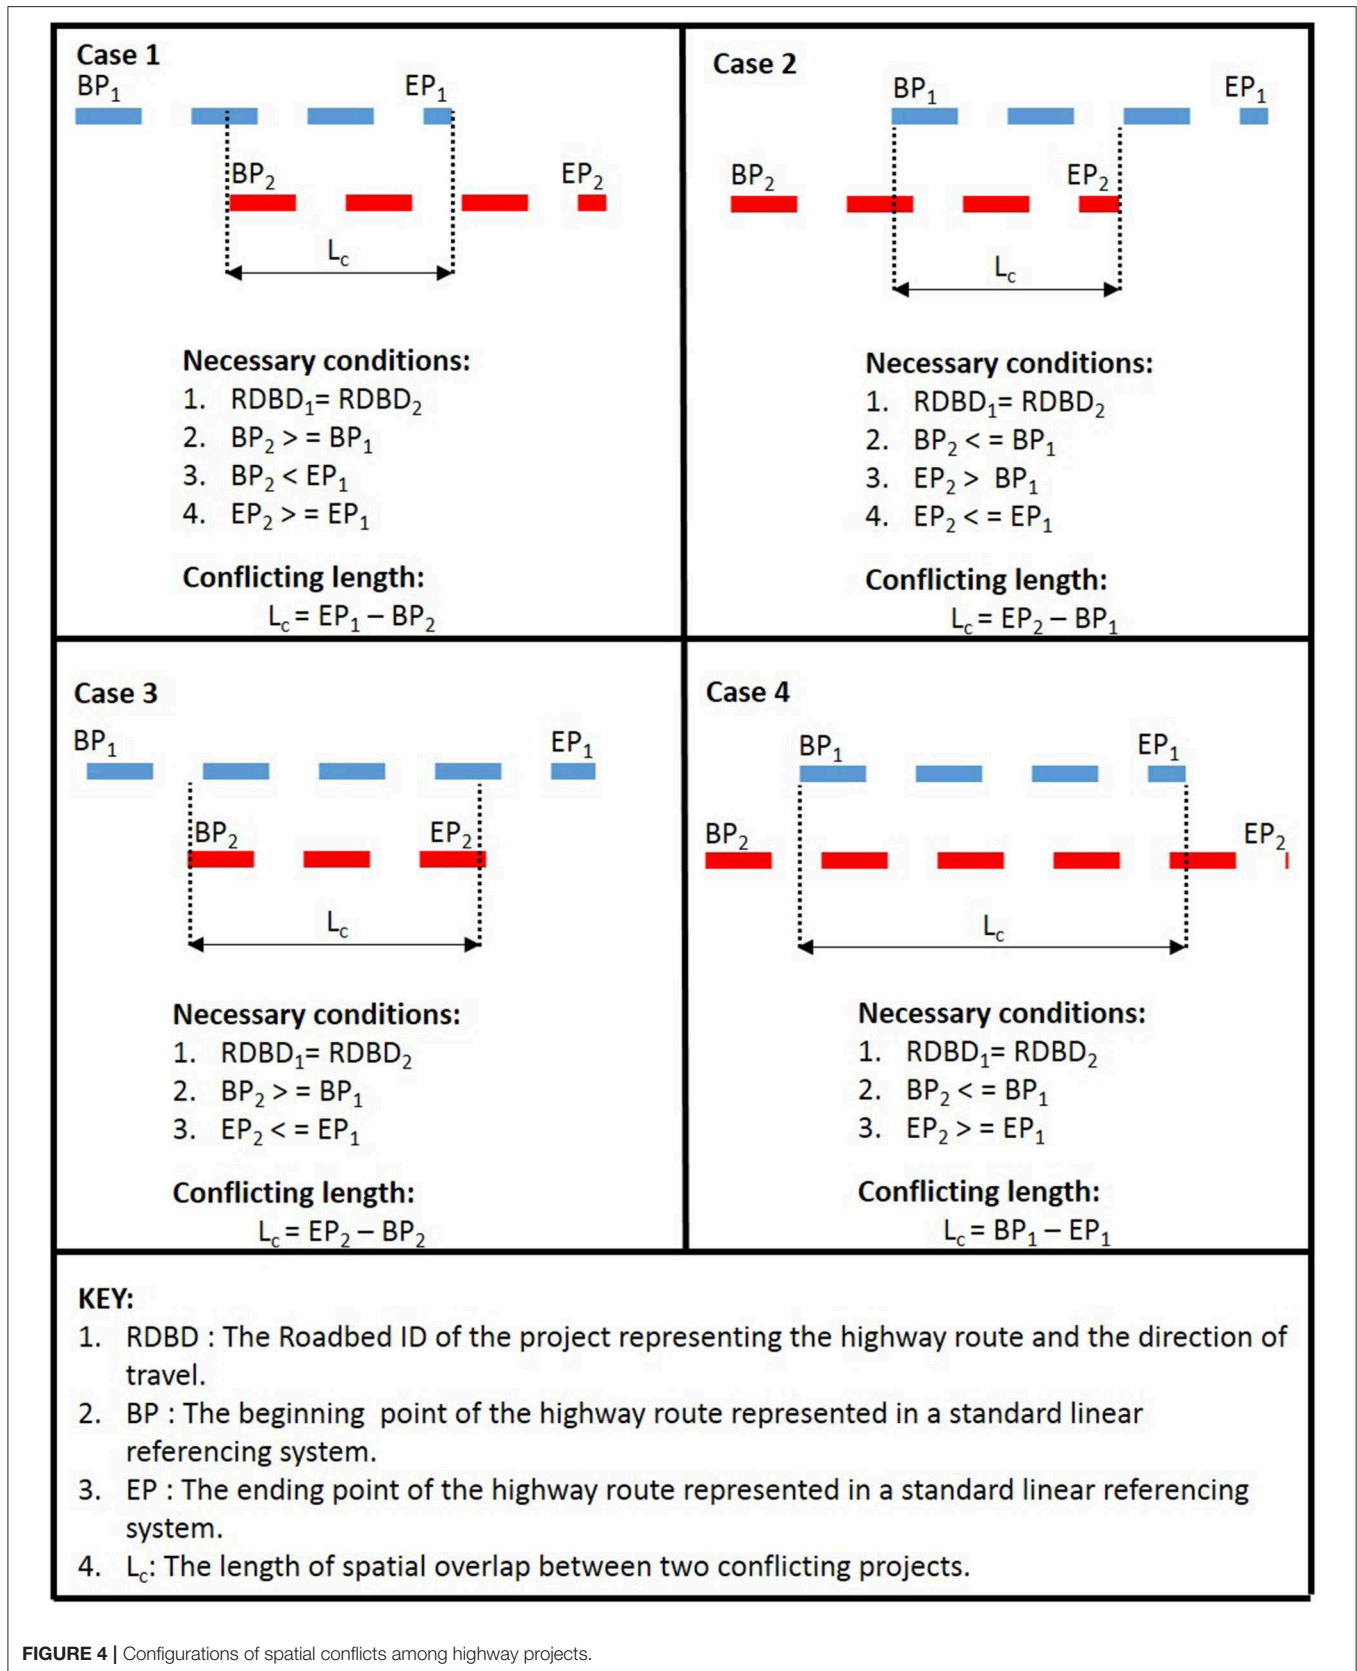 Case 1
BP₁ EP₁
BP₂ EP₂
Lc
Necessary conditions:
1. RDBD₁= RDBD₂
2. BP₂ > = BP₁
3. BP₂ < EP₁
4. EP₂ > = EP₁
Conflicting length:
Lc = EP₁ – BP₂
Case 2
BP₁ EP₁
BP₂ EP₂
Lc
Necessary conditions:
1. RDBD₁= RDBD₂
2. BP₂ < = BP₁
3. EP₂ > BP₁
4. EP₂ < = EP₁
Conflicting length:
Lc = EP₂ – BP₁
Case 3
BP₁ EP₁
BP₂ EP₂
Lc
Necessary conditions:
1. RDBD₁= RDBD₂
2. BP₂ > = BP₁
3. EP₂ < = EP₁
Conflicting length:
Lc = EP₂ – BP₂
Case 4
BP₁ EP₁
BP₂ EP₂
Lc
Necessary conditions:
1. RDBD₁= RDBD₂
2. BP₂ < = BP₁
3. EP₂ > = EP₁
Conflicting length:
Lc = BP₁ – EP₁
KEY:
1. RDBD : The Roadbed ID of the project representing the highway route and the direction of
travel.
2. BP : The beginning point of the highway route represented in a standard linear
referencing system.
3. EP : The ending point of the highway route represented in a standard linear referencing
system.
4. Lc: The length of spatial overlap between two conflicting projects.
FIGURE 4 | Configurations of spatial conflicts among highway projects.